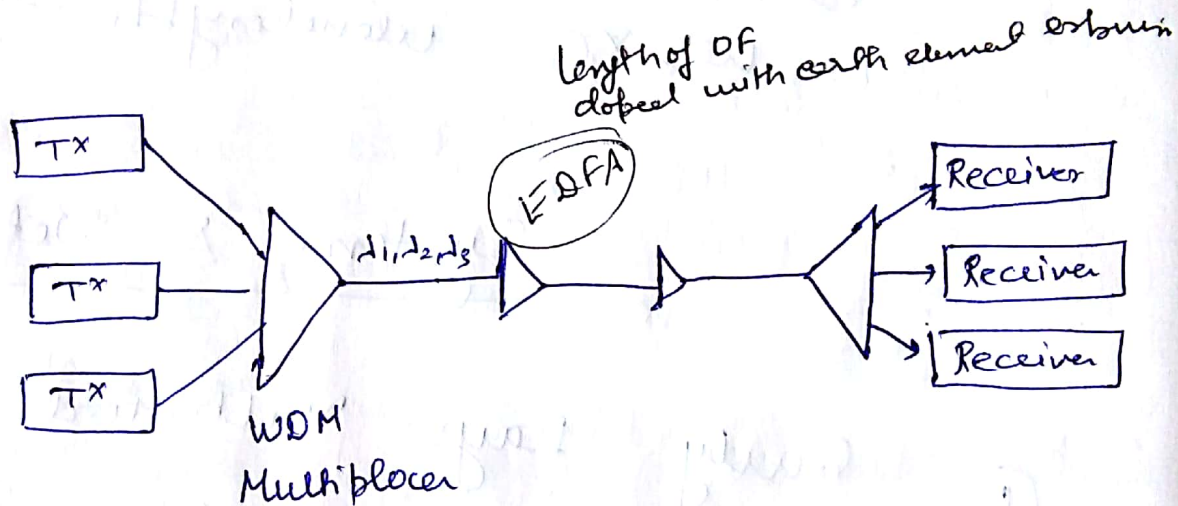 length of OF
doped with earth element erbium
EDFA
Tx
Tx
Tx
λ1, λ2, λ3
Receiver
Receiver
Receiver
WDM
Multiplocer